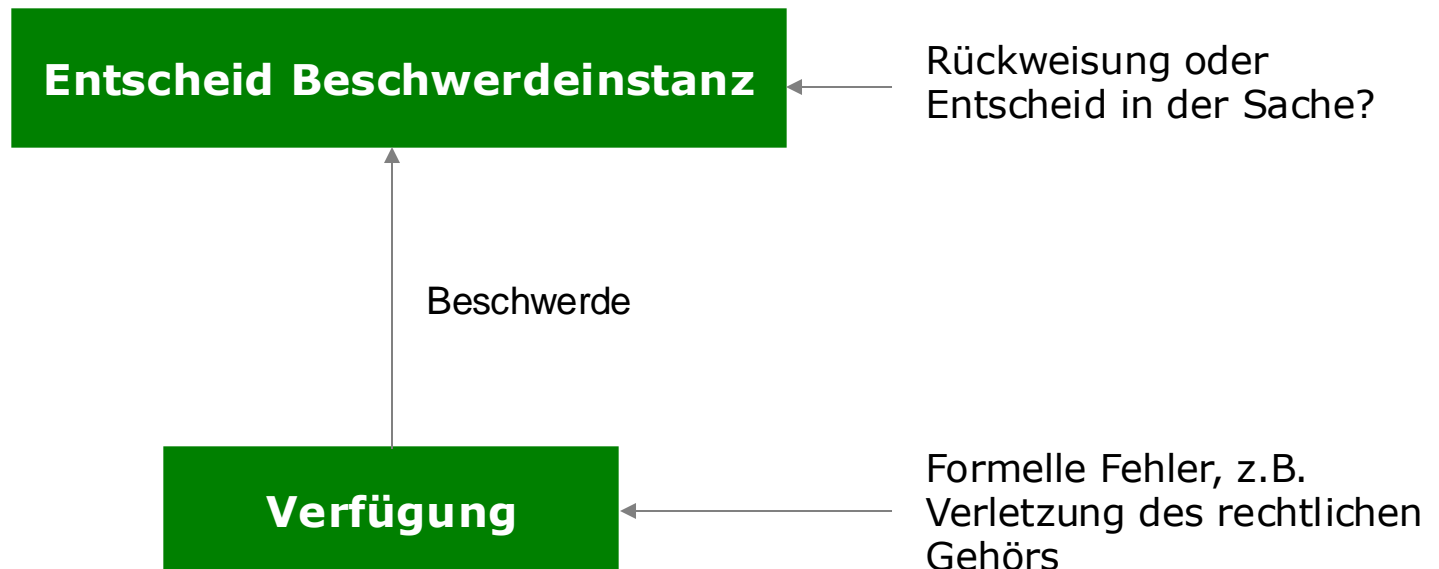 Entscheid Beschwerdeinstanz
Rückweisung oder
Entscheid in der Sache?
Beschwerde
Verfügung
Formelle Fehler, z.B.
Verletzung des rechtlichen
Gehörs